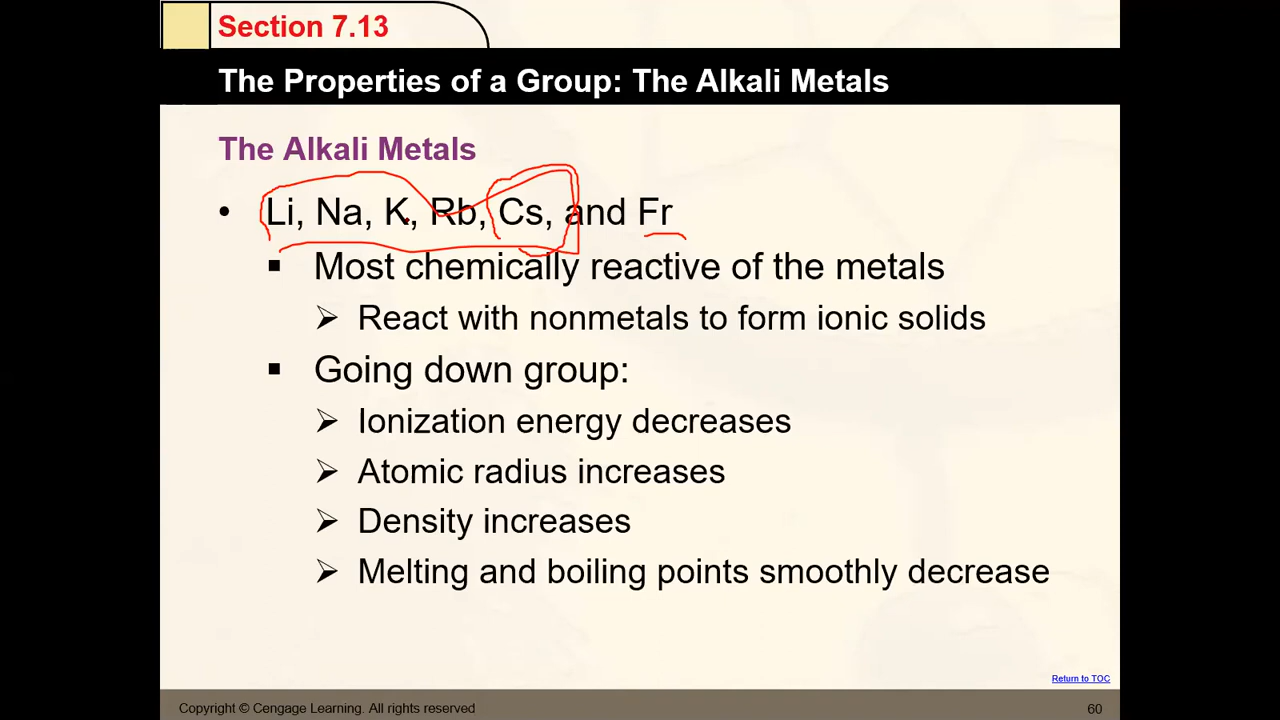 Section 7.13
The Properties of a Group: The Alkali Metals
The Alkali Metals
• Li, Na, K, Rb, Cs, and Fr
▪ Most chemically reactive of the metals
➢ React with nonmetals to form ionic solids
▪ Going down group:
➢ Ionization energy decreases
➢ Atomic radius increases
➢ Density increases
➢ Melting and boiling points smoothly decrease
Return to TOC
Copyright © Cengage Learning. All rights reserved 60